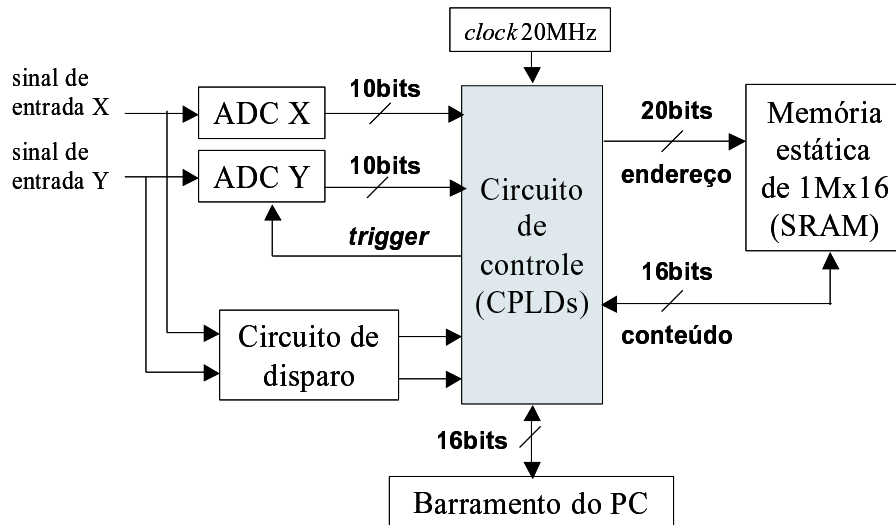 clock 20MHz
sinal de
entrada X
ADC X
10bits
sinal de
entrada Y
ADC Y
10bits
trigger
Circuito
de
controle
(CPLDs)
20bits
endereço
Memória
estática
de 1Mx16
(SRAM)
16bits
conteúdo
Circuito de
disparo
16bits
Barramento do PC